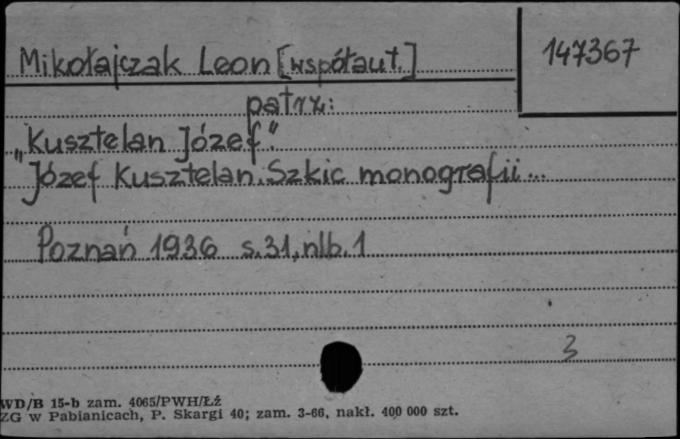 Mikołajczak Leon [współaut.]
147367
patrz:
„Kusztelan Józef."
Józef Kusztelan. Szkic monografii...
Poznań 1936 s.31, nlb.1
3
WD/B 15-b zam. 4065/PWH/Łź
ZG w Pabianicach, P. Skargi 40; zam. 3-66, nakł. 400 000 szt.